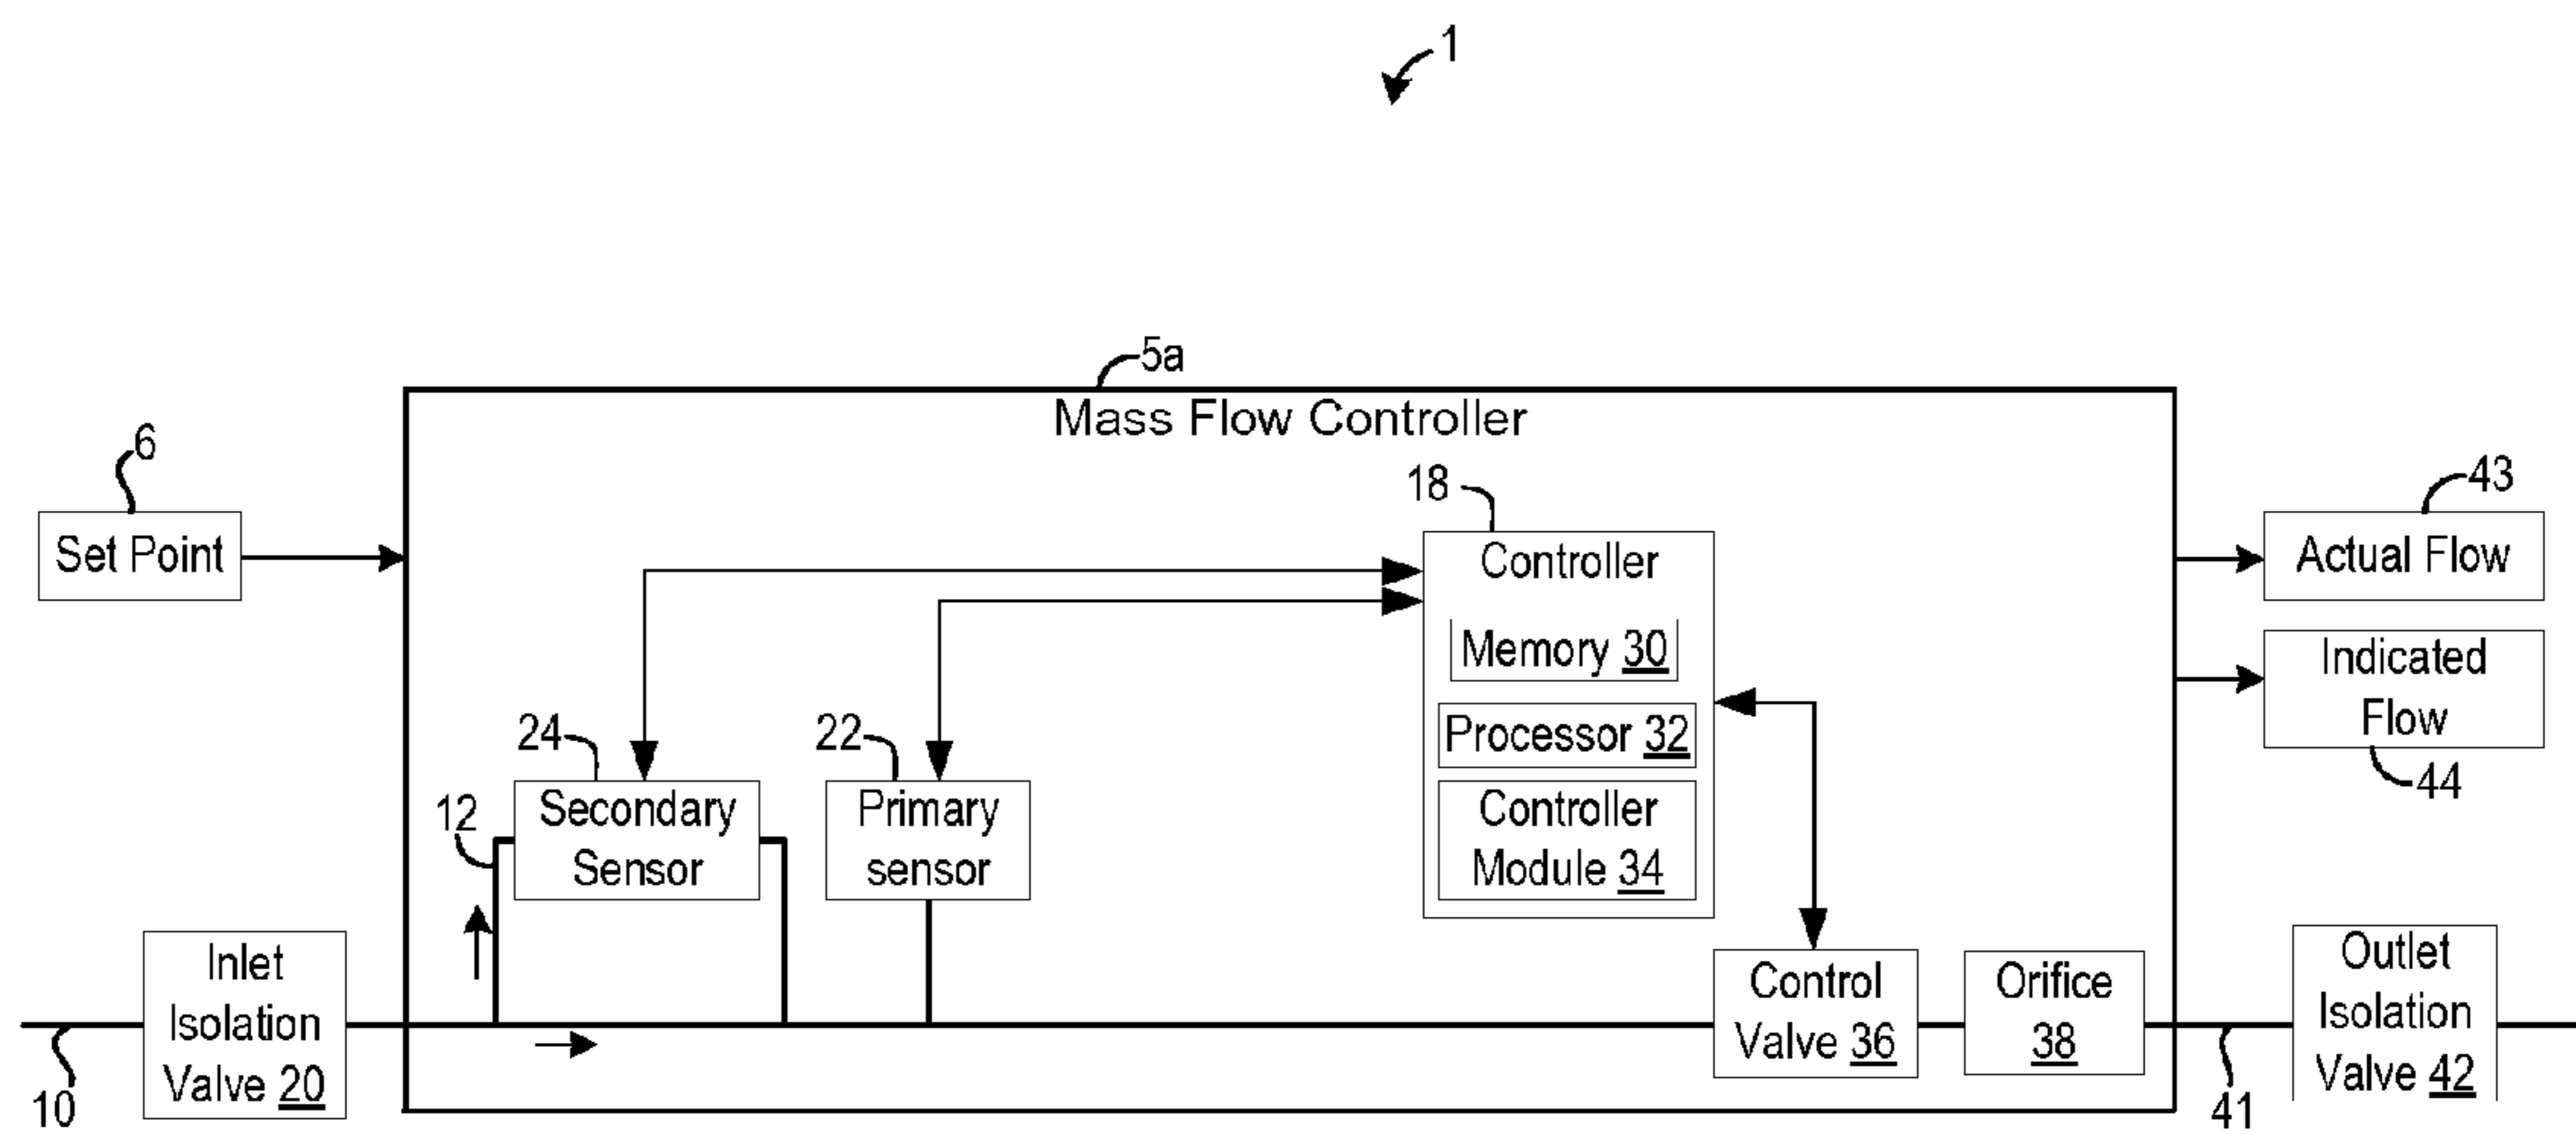 1
5a
Mass Flow Controller
6
Set Point
18
Controller
Memory 30
Processor 32
Controller
Module 34
43
Actual Flow
Indicated
Flow
44
24
Secondary
Sensor
22
Primary
sensor
12
Inlet
Isolation
Valve 20
10
Control
Valve 36
Orifice
38
41
Outlet
Isolation
Valve 42